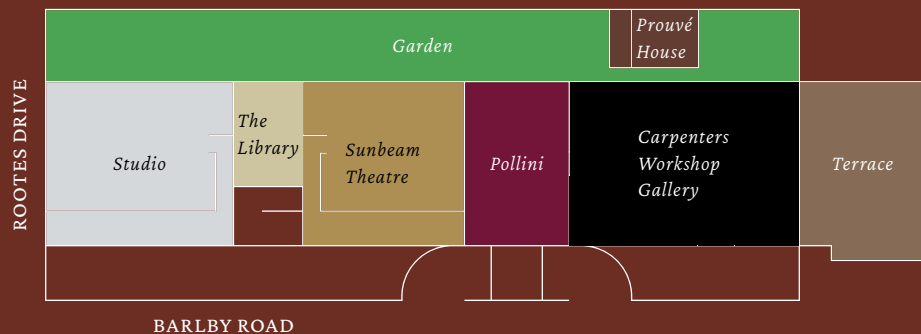 Prouvé
House
Garden
ROOTES DRIVE
The
Library
Studio
Sunbeam
Theatre
Pollini
Carpenters
Workshop
Gallery
Terrace
BARLBY ROAD